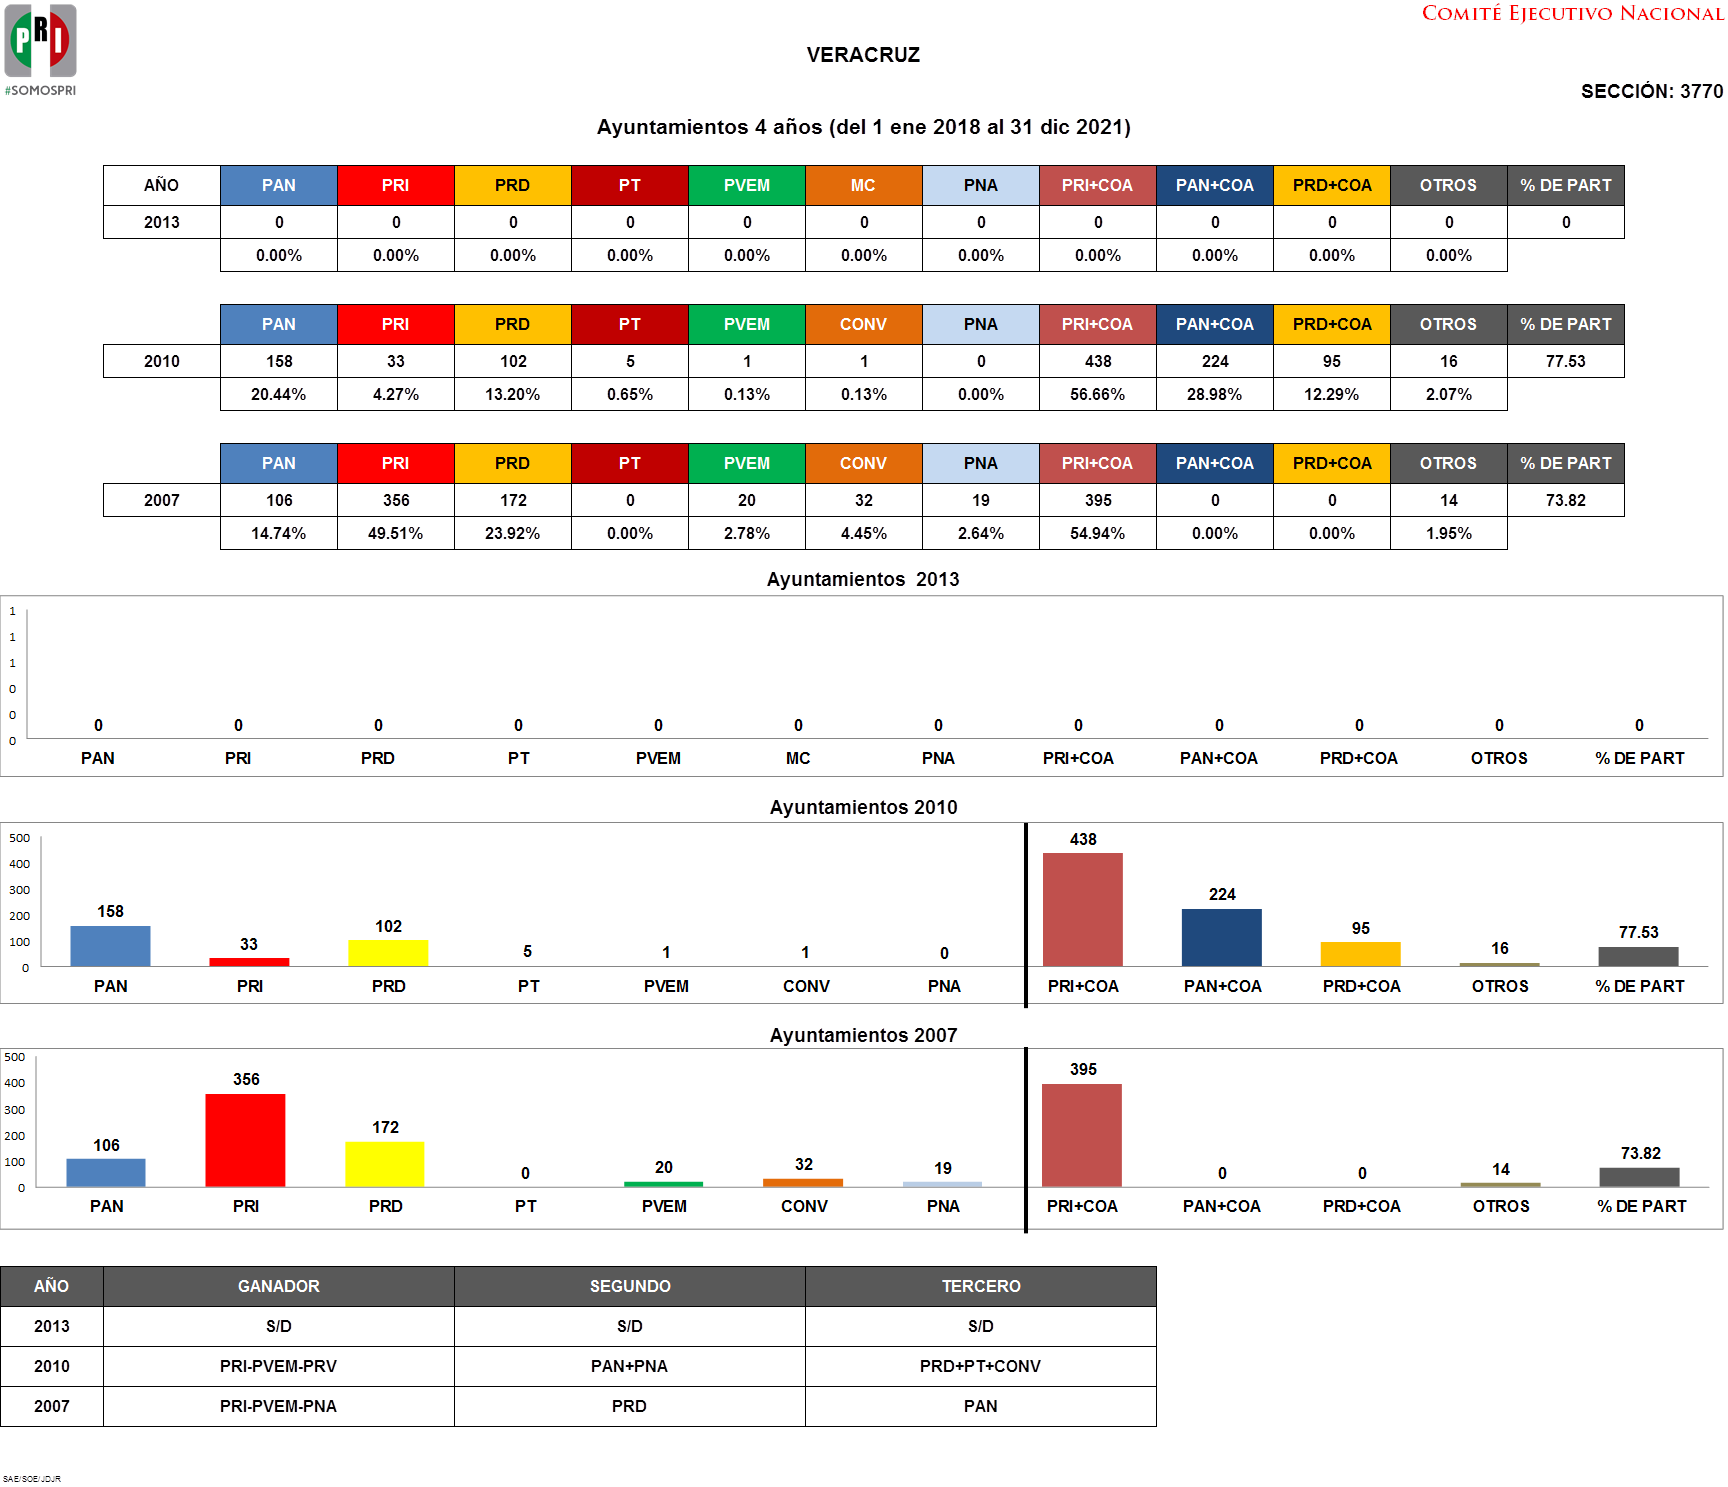 PRI
#SOMOSPRI
COMITÉ EJECUTIVO NACIONAL
VERACRUZ
SECCIÓN: 3770
Ayuntamientos 4 años (del 1 ene 2018 al 31 dic 2021)
AÑO PAN PRI PRD PT PVEM MC PNA PRI+COA PAN+COA PRD+COA OTROS % DE PART
2013 0 0 0 0 0 0 0 0 0 0 0 0
0.00% 0.00% 0.00% 0.00% 0.00% 0.00% 0.00% 0.00% 0.00% 0.00% 0.00%
PAN PRI PRD PT PVEM CONV PNA PRI+COA PAN+COA PRD+COA OTROS % DE PART
2010 158 33 102 5 1 1 0 438 224 95 16 77.53
20.44% 4.27% 13.20% 0.65% 0.13% 0.13% 0.00% 56.66% 28.98% 12.29% 2.07%
PAN PRI PRD PT PVEM CONV PNA PRI+COA PAN+COA PRD+COA OTROS % DE PART
2007 106 356 172 0 20 32 19 395 0 0 14 73.82
14.74% 49.51% 23.92% 0.00% 2.78% 4.45% 2.64% 54.94% 0.00% 0.00% 1.95%
Ayuntamientos 2013
1
1
1
0
0
0
0 0 0 0 0 0 0 0 0 0 0 0
PAN PRI PRD PT PVEM MC PNA PRI+COA PAN+COA PRD+COA OTROS % DE PART
Ayuntamientos 2010
500
400
300
200
100
0
158 33 102 5 1 1 0 438 224 95 16 77.53
PAN PRI PRD PT PVEM CONV PNA PRI+COA PAN+COA PRD+COA OTROS % DE PART
Ayuntamientos 2007
500
400
300
200
100
0
106 356 172 0 20 32 19 395 0 0 14 73.82
PAN PRI PRD PT PVEM CONV PNA PRI+COA PAN+COA PRD+COA OTROS % DE PART
AÑO GANADOR SEGUNDO TERCERO
2013 S/D S/D S/D
2010 PRI-PVEM-PRV PAN+PNA PRD+PT+CONV
2007 PRI-PVEM-PNA PRD PAN
SAE/SOE/JDJR